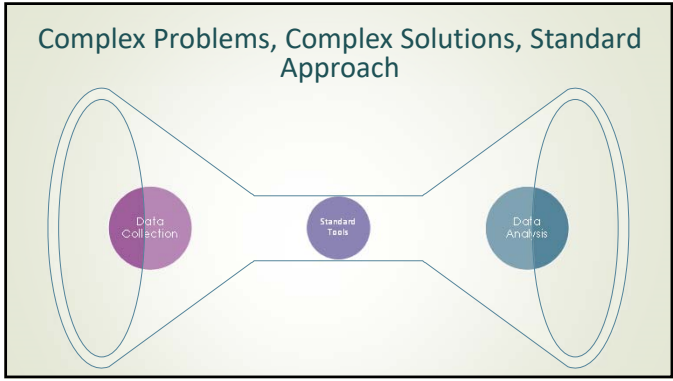 Complex Problems, Complex Solutions, Standard
Approach
Data
Collection
Standard
Tools
Data
Analysis